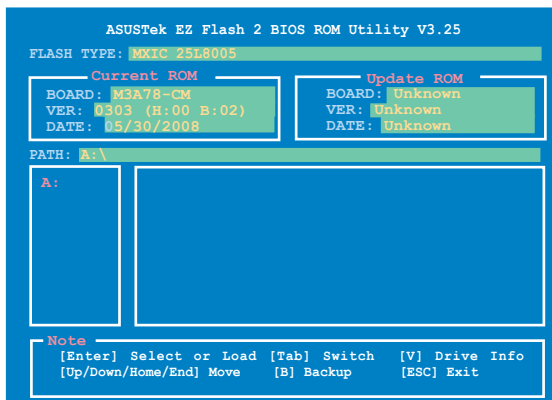 ASUSTek EZ Flash 2 BIOS ROM Utility V3.25
FLASH TYPE: MXIC 25L8005
Current ROM
BOARD: M3A78-CM
VER: 0303 (H:00 B:02)
DATE: 05/30/2008
Update ROM
BOARD: Unknown
VER: Unknown
DATE: Unknown
PATH: A:\
A:
Note
[Enter] Select or Load [Tab] Switch [V] Drive Info
[Up/Down/Home/End] Move [B] Backup [ESC] Exit